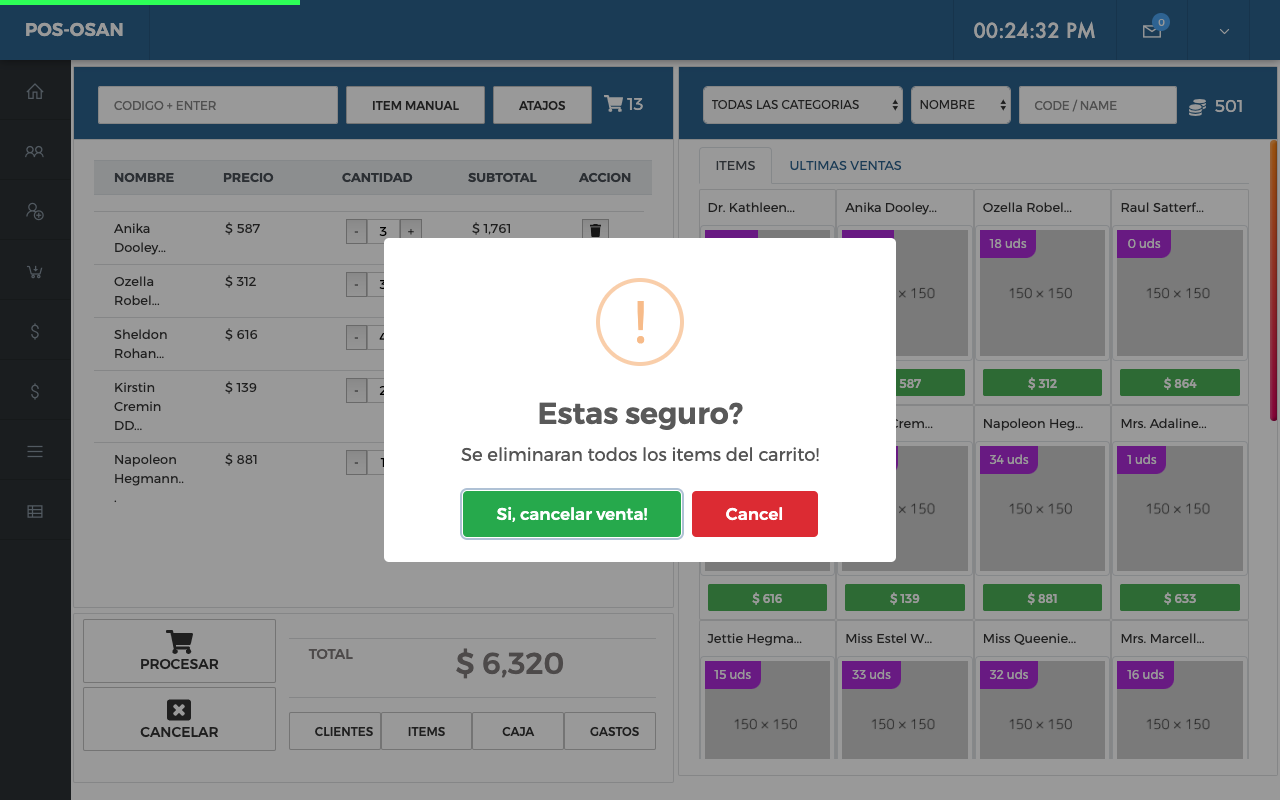 POS-OSAN
00:24:32 PM
0
CODIGO + ENTER
ITEM MANUAL
ATAJOS
13
NOMBRE PRECIO CANTIDAD SUBTOTAL ACCION
Anika
Dooley...
$ 587
- 3 +
$ 1,761
Ozella
Robel...
$ 312
-
Sheldon
Rohan...
$ 616
-
Kirstin
Cremin
DD...
$ 139
-
Napoleon
Hegmann..
.
$ 881
-
!
Estas seguro?
Se eliminaran todos los items del carrito!
Si, cancelar venta!
Cancel
PROCESAR
CANCELAR
TOTAL
$ 6,320
CLIENTES
ITEMS
CAJA
GASTOS
TODAS LAS CATEGORIAS
NOMBRE
CODE / NAME
501
ITEMS
ULTIMAS VENTAS
Dr. Kathleen...
Anika Dooley...
Ozella Robel...
Raul Satterf...
18 uds
0 uds
× 150
150 × 150
150 × 150
587
$ 312
$ 864
Crem...
Napoleon Heg...
Mrs. Adaline...
34 uds
1 uds
× 150
150 × 150
150 × 150
$ 616
$ 139
$ 881
$ 633
Jettie Hegma...
Miss Estel W...
Miss Queenie...
Mrs. Marcell...
15 uds
33 uds
32 uds
16 uds
150 × 150
150 × 150
150 × 150
150 × 150